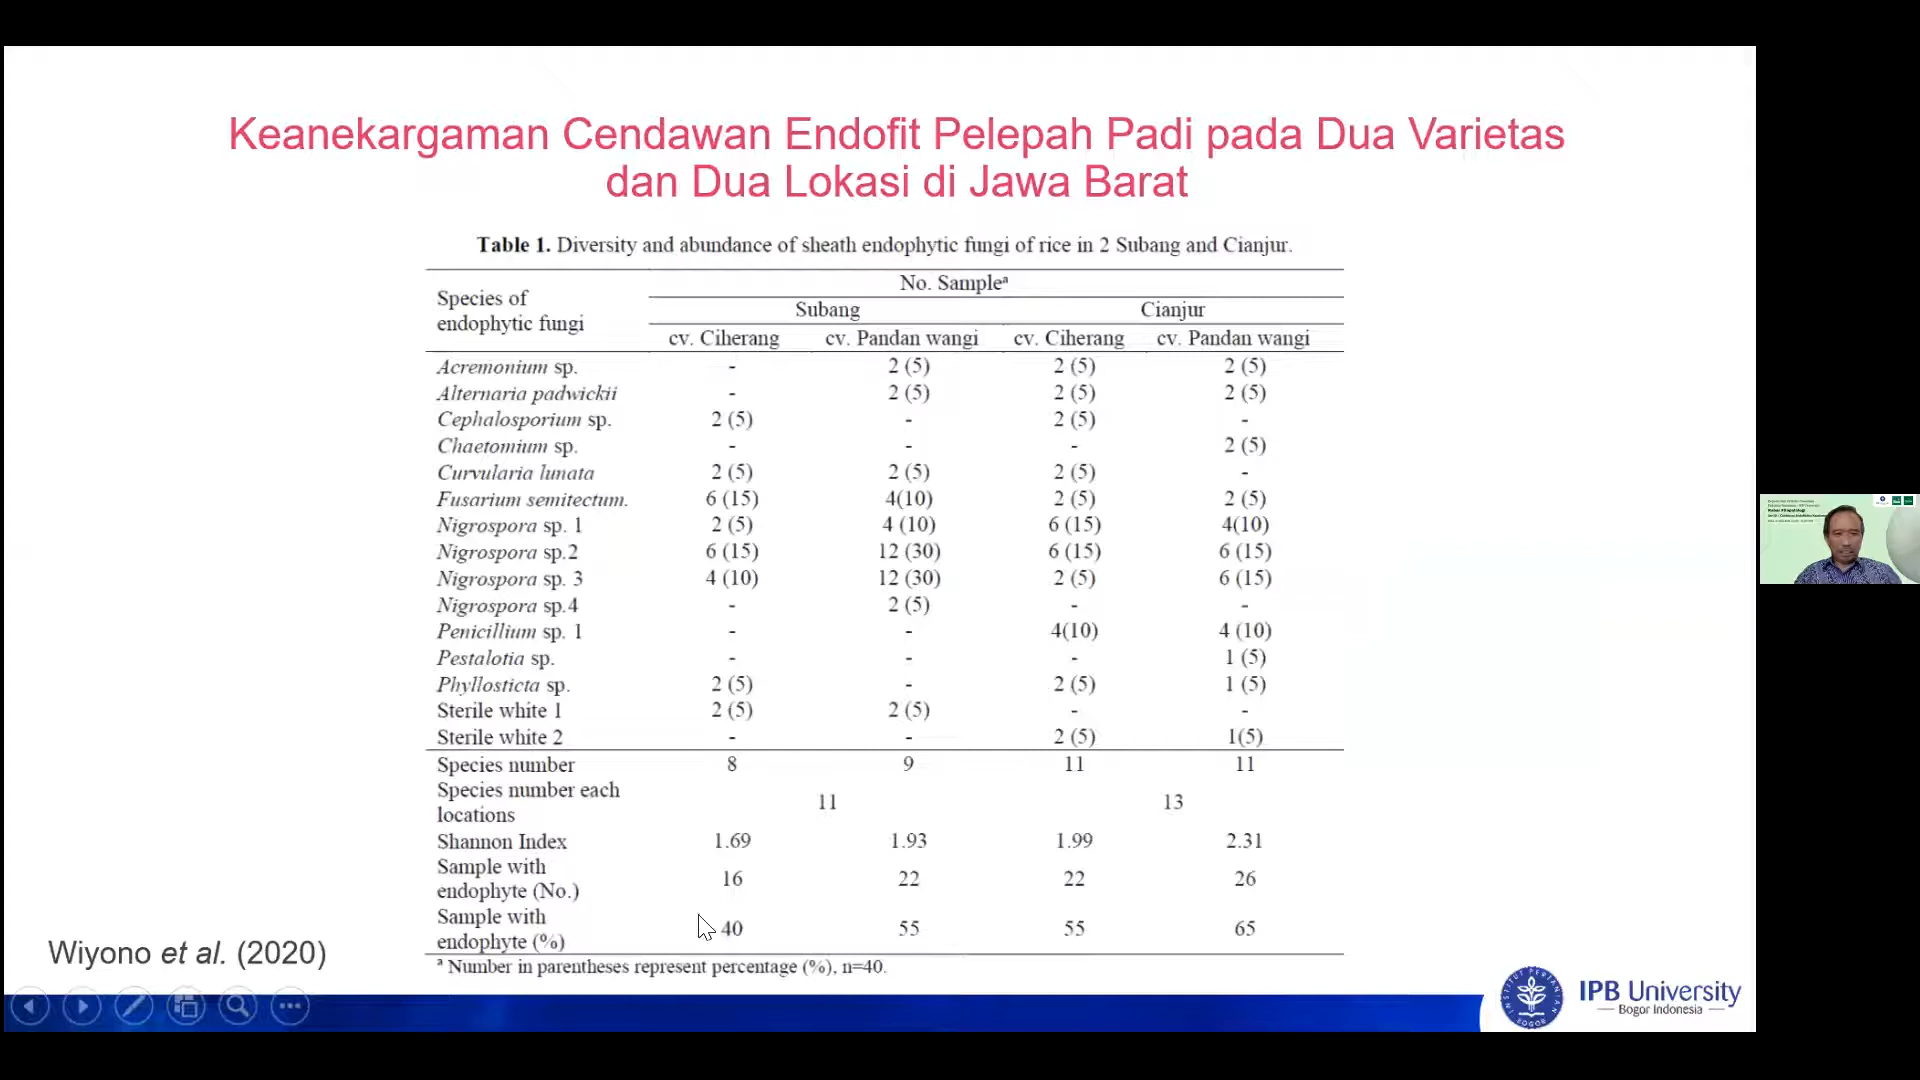 Keanekargaman Cendawan Endofit Pelepah Padi pada Dua Varietas
dan Dua Lokasi di Jawa Barat
Table 1. Diversity and abundance of sheath endophytic fungi of rice in 2 Subang and Cianjur.
Species of
endophytic fungi
No. Sampleª
Subang Cianjur
cv. Ciherang cv. Pandan wangi cv. Ciherang cv. Pandan wangi
Acremonium sp. - 2 (5) 2 (5) 2 (5)
Alternaria padwickii - 2 (5) 2 (5) 2 (5)
Cephalosporium sp. 2 (5) - 2 (5) -
Chaetomium sp. - - - 2 (5)
Curvularia lunata 2 (5) 2 (5) 2 (5) -
Fusarium semitectum. 6 (15) 4(10) 2 (5) 2 (5)
Nigrospora sp. 1 2 (5) 4 (10) 6 (15) 4(10)
Nigrospora sp.2 6 (15) 12 (30) 6 (15) 6 (15)
Nigrospora sp. 3 4 (10) 12 (30) 2 (5) 6 (15)
Nigrospora sp.4 - 2 (5) - -
Penicillium sp. 1 - - 4(10) 4 (10)
Pestalotia sp. - - - 1 (5)
Phyllosticta sp. 2 (5) - 2 (5) 1 (5)
Sterile white 1 2 (5) 2 (5) - -
Sterile white 2 - - 2 (5) 1(5)
Species number 8 9 11 11
Species number each
locations 11 13
Shannon Index 1.69 1.93 1.99 2.31
Sample with
endophyte (No.) 16 22 22 26
Sample with
endophyte (%) 40 55 55 65
ª Number in parentheses represent percentage (%), n=40.
Wiyono et al. (2020)
INSTITUT PERTANIAN
BOGOR
IPB University
Bogor Indonesia